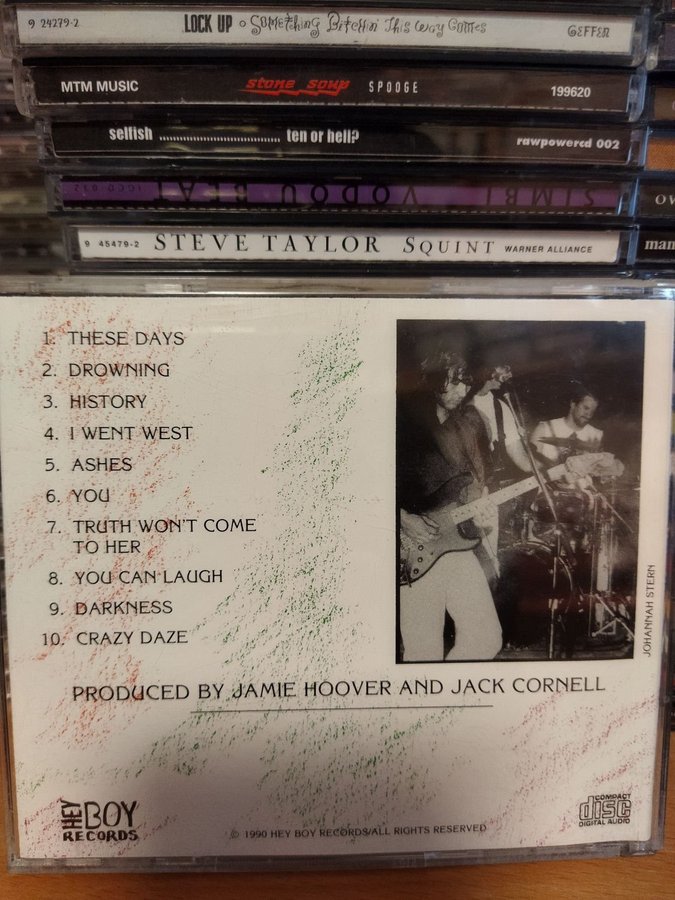 9 24279-2 LOCK UP o Something Bitchin' This Way Comes GEFFEN
MTM MUSIC stone soup SPOOGE 199620
selfish ........................... ten or hell? rawpowercd 002
SIMBI VODOU BEAT
9 45479-2 STEVE TAYLOR SQUINT WARNER ALLIANCE
man
1. THESE DAYS
2. DROWNING
3. HISTORY
4. I WENT WEST
5. ASHES
6. YOU
7. TRUTH WON'T COME
TO HER
8. YOU CAN LAUGH
9. DARKNESS
10. CRAZY DAZE
JOHANNAH STERN
PRODUCED BY JAMIE HOOVER AND JACK CORNELL
HEY BOY
RECORDS
© 1990 HEY BOY RECORDS/ALL RIGHTS RESERVED
COMPACT
disc
DIGITAL AUDIO